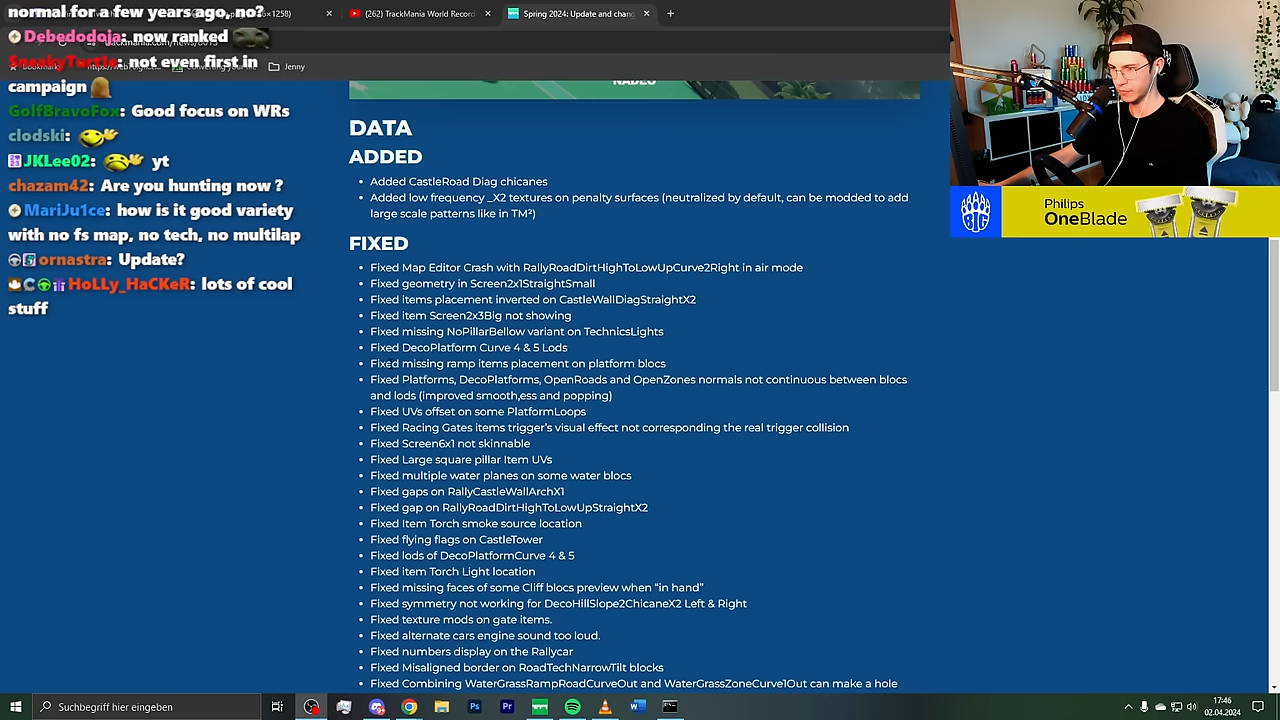 normal for a few years ago, no?
×1258)
(262) TrackMania World Record
Spring 2024: Update and chan
Debedodoja: now ranked
not even first in
campaign
Jenny
GolfBravoFox: Good focus on WRs
clodski:
JKLee02: yt
chazam42: Are you hunting now ?
MariJu1ce: how is it good variety
with no fs map, no tech, no multilap
ornastra: Update?
HoLLy_HaCKeR: lots of cool
stuff
NADEO
DATA
ADDED
• Added CastleRoad Diag chicanes
• Added low frequency _X2 textures on penalty surfaces (neutralized by default, can be modded to add
large scale patterns like in TM²)
FIXED
• Fixed Map Editor Crash with RallyRoadDirtHighToLowUpCurve2Right in air mode
• Fixed geometry in Screen2x1StraightSmall
• Fixed items placement inverted on CastleWallDiagStraightX2
• Fixed item Screen2x3Big not showing
• Fixed missing NoPillarBellow variant on TechnicsLights
• Fixed DecoPlatform Curve 4 & 5 Lods
• Fixed missing ramp items placement on platform blocs
• Fixed Platforms, DecoPlatforms, OpenRoads and OpenZones normals not continuous between blocs
and lods (improved smooth,ess and popping)
• Fixed UVs offset on some PlatformLoops
• Fixed Racing Gates items trigger's visual effect not corresponding the real trigger collision
• Fixed Screen6x1 not skinnable
• Fixed Large square pillar Item UVs
• Fixed multiple water planes on some water blocs
• Fixed gaps on RallyCastleWallArchX1
• Fixed gap on RallyRoadDirtHighToLowUpStraightX2
• Fixed Item Torch smoke source location
• Fixed flying flags on CastleTower
• Fixed lods of DecoPlatformCurve 4 & 5
• Fixed item Torch Light location
• Fixed missing faces of some Cliff blocs preview when “in hand”
• Fixed symmetry not working for DecoHillSlope2ChicaneX2 Left & Right
• Fixed texture mods on gate items.
• Fixed alternate cars engine sound too loud.
• Fixed numbers display on the Rallycar
• Fixed Misaligned border on RoadTechNarrowTilt blocks
• Fixed Combining WaterGrassRampRoadCurveOut and WaterGrassZoneCurve1Out can make a hole
BIG
Philips
OneBlade
Suchbegriff hier eingeben
17:46
02.04.2024